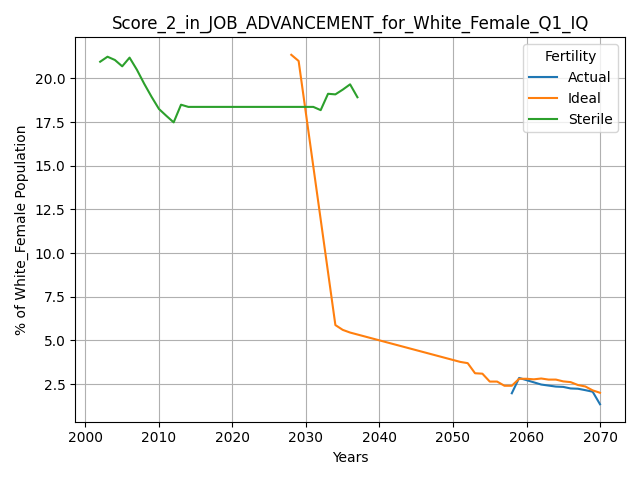 Score_2_in_JOB_ADVANCEMENT_for_White_Female_Q1_IQ
% of White_Female Population
20.0
17.5
15.0
12.5
10.0
7.5
5.0
2.5
Fertility
Actual
Ideal
Sterile
2000 2010 2020 2030 2040 2050 2060 2070
Years